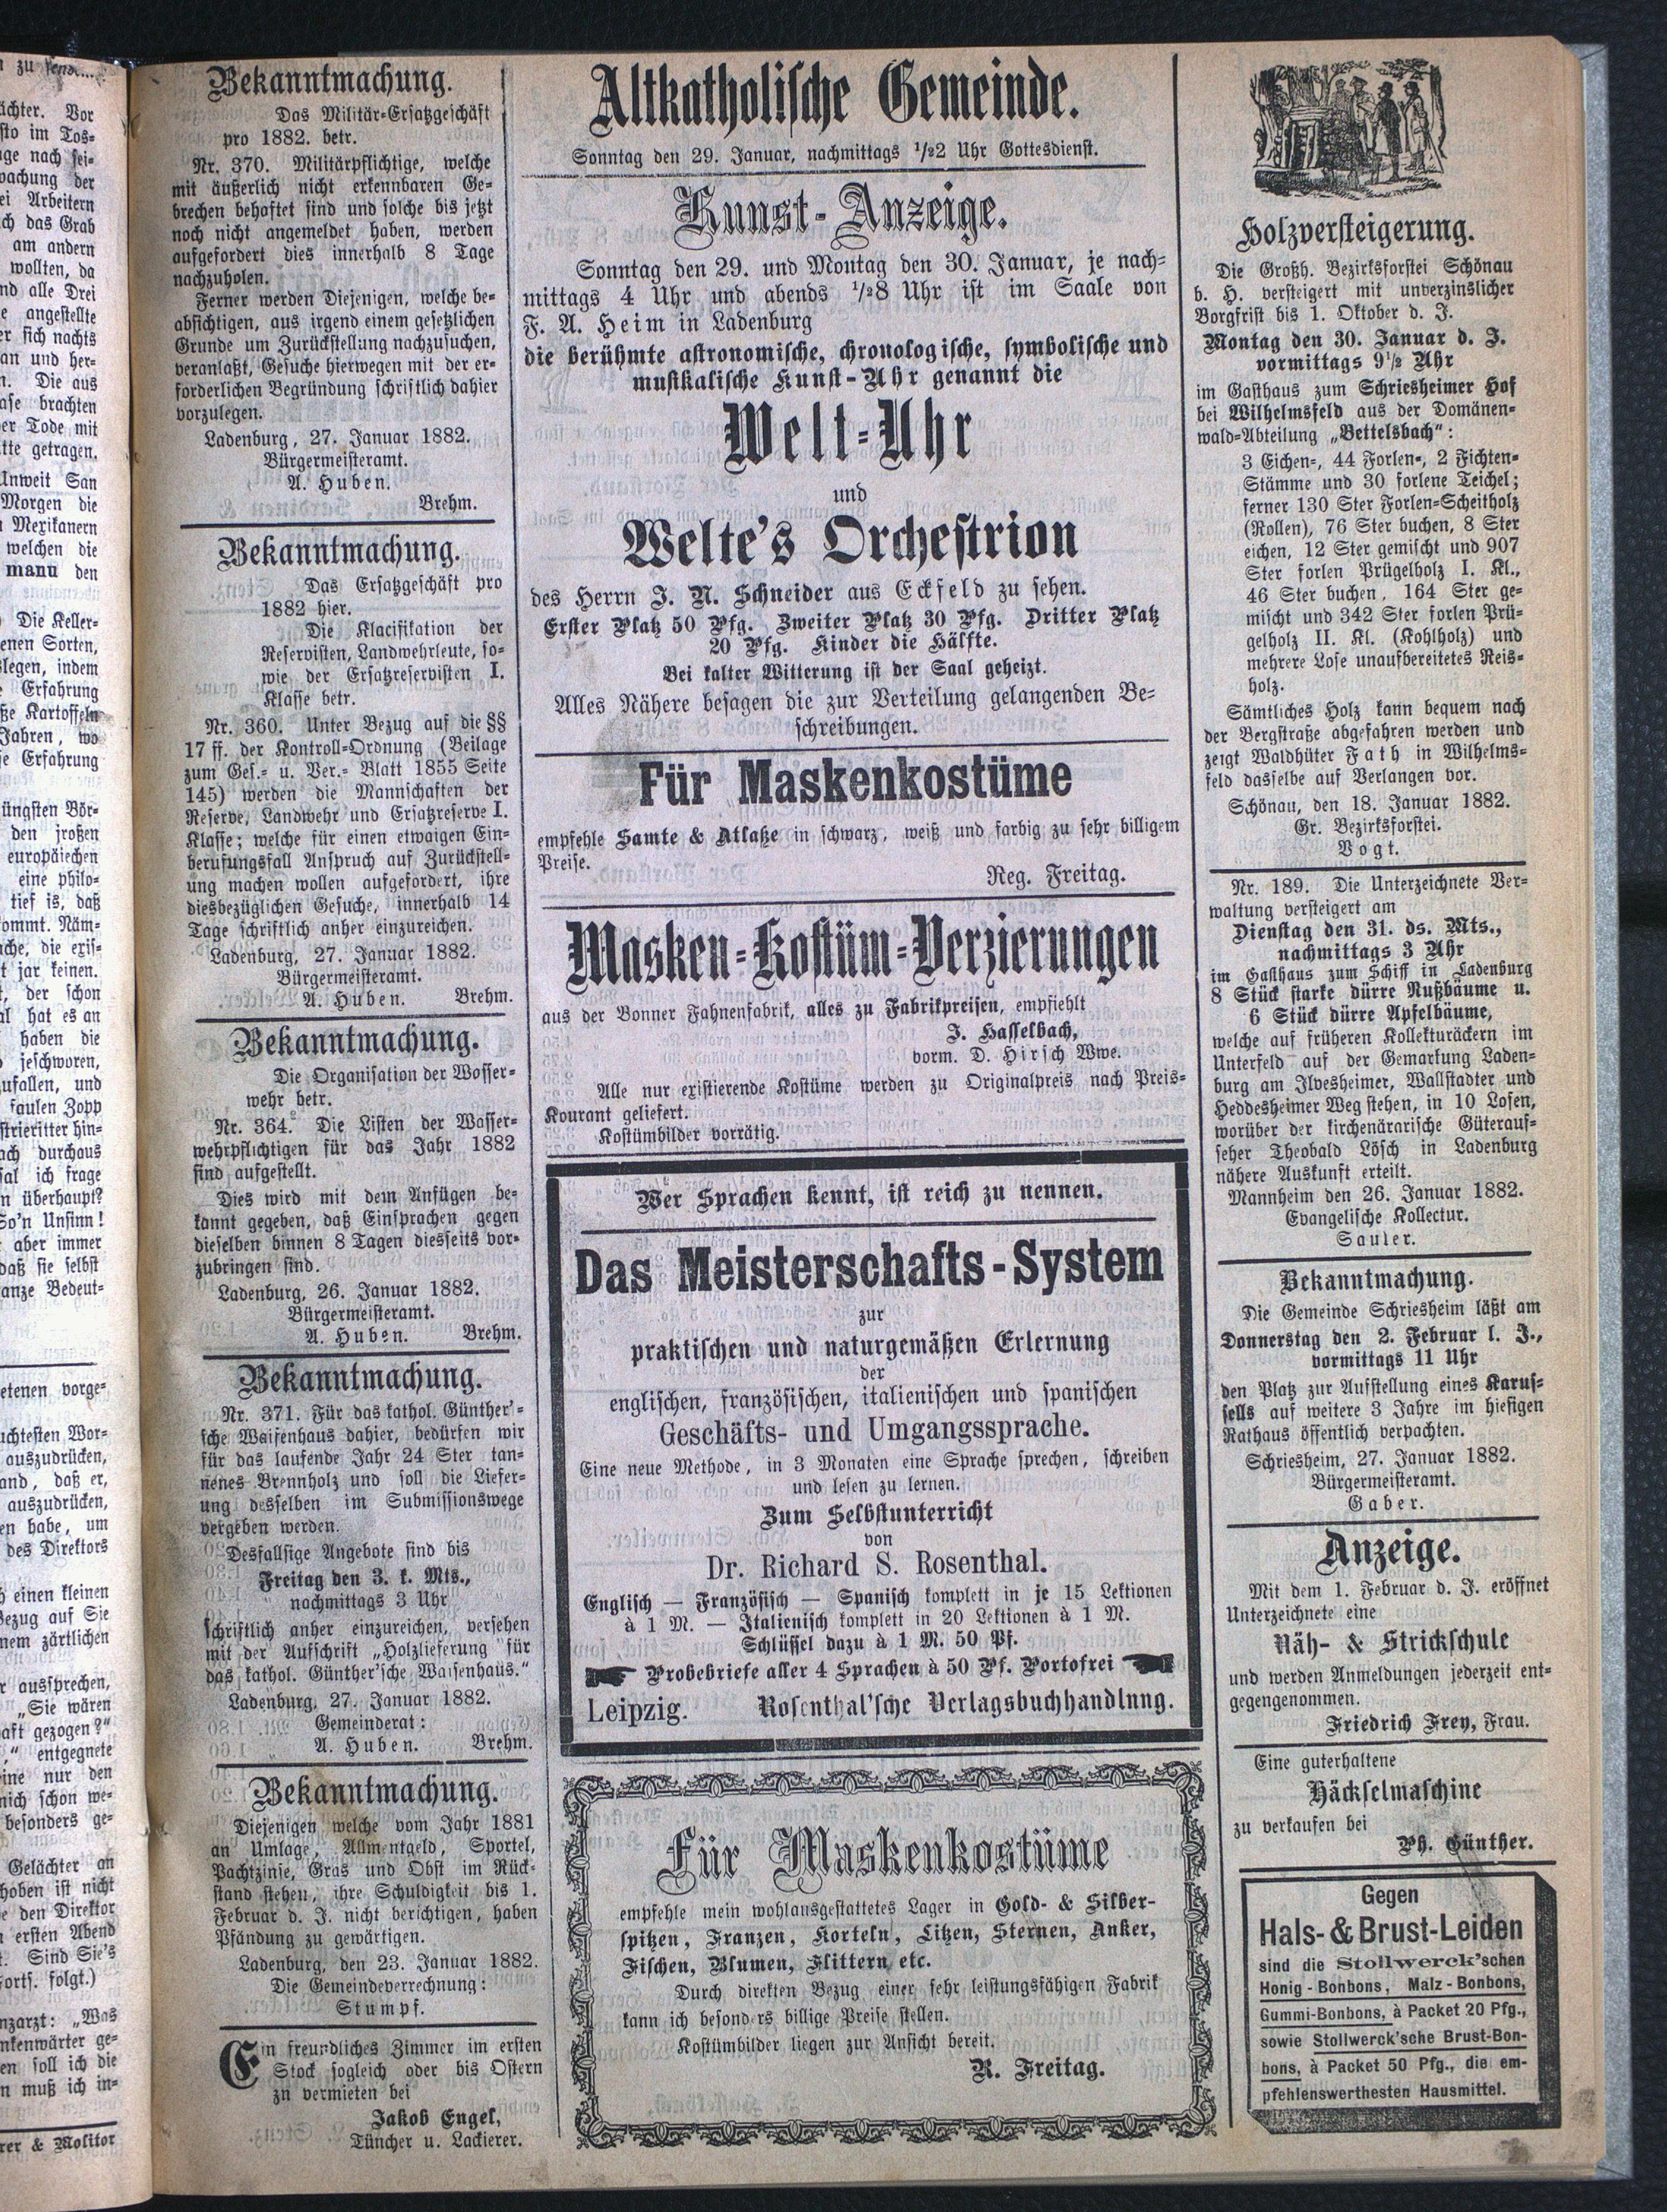 Bekanntmachung.
Das Militär-Ersatzgeschäft
pro 1882. betr.
Nr. 370. Militärpflichtige, welche
mit äußerlich nicht erkennbaren Ge-
brechen behaftet sind und solche bis jetzt
noch nicht angemeldet haben, werden
aufgefordert dies innerhalb 8 Tage
nachzuholen.
Ferner werden Diejenigen, welche be-
absichtigen, aus irgend einem gesetzlichen
Grunde um Zurückstellung nachzusuchen,
veranlaßt, Gesuche hierwegen mit der er-
forderlichen Begründung schriftlich dahier
vorzulegen.
Ladenburg, 27. Januar 1882.
Bürgermeisteramt.
A. Huben.
Brehm.
Bekanntmachung.
Das Ersatzgeschäft pro
1882 hier.
Die Klacifikation der
Reservisten, Landwehrleute, so-
wie der Ersatzreservisten I.
Klasse betr.
Nr. 360. Unter Bezug auf die §§
17 ff. der Kontroll-Ordnung (Beilage
zum Ges.- u. Ver.- Blatt 1855 Seite
145) werden die Mannschaften der
Reserve, Landwehr und Ersatzreserve I.
Klasse; welche für einen etwaigen Ein-
berufungsfall Anspruch auf Zurückstell-
ung machen wollen aufgefordert, ihre
diesbezüglichen Gesuche, innerhalb 14
Tage schriftlich anher einzureichen.
Ladenburg, 27. Januar 1882.
Bürgermeisteramt.
A. Huben. Brehm.
Bekanntmachung.
Die Organisation der Wosser-
wehr betr.
Nr. 364. Die Listen der Wasser-
wehrpflichtigen für das Jahr 1882
sind aufgestellt.
Dies wird mit dem Anfügen be-
kannt gegeben, daß Einsprachen gegen
dieselben binnen 8 Tagen diesseits vor-
zubringen sind.
Ladenburg, 26. Januar 1882.
Bürgermeisteramt.
A. Huben. Brehm.
Bekanntmachung.
Nr. 371. Für das kathol. Günther'-
sche Waisenhaus dahier, bedürfen wir
für das laufende Jahr 24 Ster tan-
nenes Brennholz und soll die Liefer-
ung desselben im Submissionswege
vergeben werden.
Desfallsige Angebote sind bis
Freitag den 3. k. Mts.,
nachmittags 3 Uhr
schriftlich anher einzureichen, versehen
mit der Aufschrift „Holzlieferung für
das kathol. Günther'sche Waisenhaus.“
Ladenburg, 27. Januar 1882.
Gemeinderat:
A. Huben. Brehm.
Bekanntmachung.
Diejenigen welche vom Jahr 1881
an Umlage, Allmentgeld, Sportel,
Pachtzinse, Gras und Obst im Rück-
stand stehen, ihre Schuldigkeit bis 1.
Februar d. J. nicht berichtigen, haben
Pfändung zu gewärtigen.
Ladenburg, den 23. Januar 1882.
Die Gemeindeverrechnung:
Stumpf.
Ein freundliches Zimmer im ersten
Stock sogleich oder bis Ostern
zu vermieten bei
Jakob Engel,
Tüncher u. Lackierer.
Altkatholische Gemeinde.
Sonntag den 29. Januar, nachmittags 1/22 Uhr Gottesdienst.
Kunst-Anzeige.
Sonntag den 29. und Montag den 30. Januar, je nach-
mittags 4 Uhr und abends 1/28 Uhr ist im Saale von
F. A. Heim in Ladenburg
die berühmte astronomische, chronologische, symbolische und
musikalische Kunst-Uhr genannt die
Welt-Uhr
und
Welte's Orchestrion
des Herrn J. N. Schneider aus Eckfeld zu sehen.
Erster Platz 50 Pfg. Zweiter Platz 30 Pfg. Dritter Platz
20 Pfg. Kinder die Hälfte.
Bei kalter Witterung ist der Saal geheizt.
Alles Nähere besagen die zur Verteilung gelangenden Be-
schreibungen.
Für Maskenkostüme
empfehle Samte & Atlaße in schwarz, weiß und farbig zu sehr billigem
Preise.
Reg. Freitag.
Masken-Kostüm-Verzierungen
aus der Bonner Fahnenfabrik, alles zu Fabrikpreisen, empfiehlt
J. Hasselbach,
vorm. D. Hirsch Wwe.
Alle nur existierende Kostüme werden zu Originalpreis nach Preis-
Kourant geliefert.
Kostümbilder vorrätig.
Wer Sprachen kennt, ist reich zu nennen.
Das Meisterschafts-System
zur
praktischen und naturgemäßen Erlernung
der
englischen, französischen, italienischen und spanischen
Geschäfts- und Umgangssprache.
Eine neue Methode, in 3 Monaten eine Sprache sprechen, schreiben
und lesen zu lernen.
Zum Selbstunterricht
von
Dr. Richard S. Rosenthal.
Englisch — Französisch — Spanisch komplett in je 15 Lektionen
à 1 M. — Italienisch komplett in 20 Lektionen à 1 M.
Schlüssel dazu à 1 M. 50 Pf.
Probebriefe aller 4 Sprachen à 50 Pf. Portofrei
Leipzig. Rosenthal'sche Verlagsbuchhandlnng.
Für Maskenkostüme
empfehle mein wohlausgestattetes Lager in Gold- & Silber-
spitzen, Franzen, Korteln, Litzen, Sternen, Anker,
Fischen, Blumen, Flittern etc.
Durch direkten Bezug einer sehr leistungsfähigen Fabrik
kann ich besonders billige Preise stellen.
Kostümbilder liegen zur Ansicht bereit.
R. Freitag.
Holzversteigerung.
Die Großh. Bezirksforstei Schönau
b. H. versteigert mit unverzinslicher
Borgfrist bis 1. Oktober d. J.
Montag den 30. Januar d. J.
vormittags 9 1/2 Uhr
im Gasthaus zum Schriesheimer Hof
bei Wilhelmsfeld aus der Domänen-
wald-Abteilung „Bettelsbach“:
3 Eichen-, 44 Forlen-, 2 Fichten-
Stämme und 30 forlene Teichel;
ferner 130 Ster Forlen-Scheitholz
(Rollen), 76 Ster buchen, 8 Ster
eichen, 12 Ster gemischt und 907
Ster forlen Prügelholz I. Kl.,
46 Ster buchen, 164 Ster ge-
mischt und 342 Ster forlen Prü-
gelholz II. Kl. (Kohlholz) und
mehrere Lose unaufbereitetes Reis-
holz.
Sämtliches Holz kann bequem nach
der Bergstraße abgefahren werden und
zeigt Waldhüter Fath in Wilhelms-
feld dasselbe auf Verlangen vor.
Schönau, den 18. Januar 1882.
Gr. Bezirksforstei.
Vogt.
Nr. 189. Die Unterzeichnete Ver-
waltung versteigert am
Dienstag den 31. ds. Mts.,
nachmittags 3 Uhr
im Gasthaus zum Schiff in Ladenburg
8 Stück starke dürre Nußbäume u.
6 Stück dürre Apfelbäume,
welche auf früheren Kollekturäckern im
Unterfeld auf der Gemarkung Laden-
burg am Ilvesheimer, Wallstadter und
Heddesheimer Weg stehen, in 10 Losen,
worüber der kirchenärarische Güterauf-
seher Theobald Lösch in Ladenburg
nähere Auskunft erteilt.
Mannheim den 26. Januar 1882.
Evangelische Kollectur.
Sauter.
Bekanntmachung.
Die Gemeinde Schriesheim läßt am
Donnerstag den 2. Februar l. J.,
vormittags 11 Uhr
den Platz zur Aufstellung eines Karus-
sells auf weitere 3 Jahre im hiesigen
Rathaus öffentlich verpachten.
Schriesheim, 27. Januar 1882.
Bürgermeisteramt.
Gaber.
Anzeige.
Mit dem 1. Februar d. J. eröffnet
Unterzeichnete eine
Näh- & Strickschule
und werden Anmeldungen jederzeit ent-
gegengenommen.
Friedrich Frey, Frau.
Eine guterhaltene
Häckselmaschine
zu verkaufen bei
Ph. Günther.
Gegen
Hals- & Brust-Leiden
sind die Stollwerck'schen
Honig-Bonbons, Malz-Bonbons,
Gummi-Bonbons, à Packet 20 Pfg.,
sowie Stollwerck'sche Brust-Bon-
bons, à Packet 50 Pfg., die em-
pfehlenswerthesten Hausmittel.